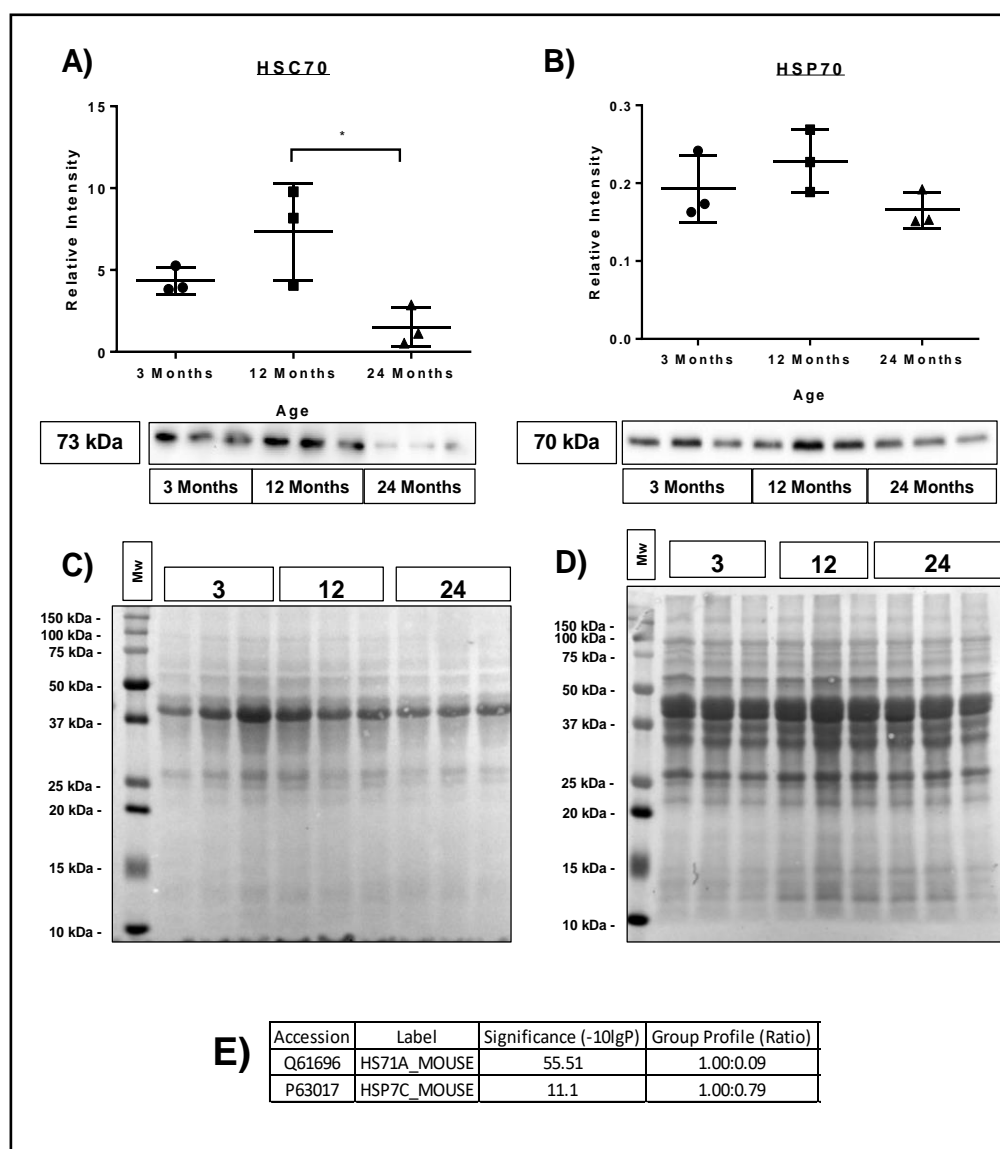 A)
HSC70
15
10
5
0
Relative Intensity
*
3 Months 12 Months 24 Months
Age
73 kDa
3 Months 12 Months 24 Months
B)
HSP70
0.3
0.2
0.1
0.0
Relative Intensity
3 Months 12 Months 24 Months
Age
70 kDa
3 Months 12 Months 24 Months
C)
Mw 3 12 24
150 kDa -
100 kDa -
75 kDa -
50 kDa -
37 kDa -
25 kDa -
20 kDa -
15 kDa -
10 kDa -
D)
Mw 3 12 24
150 kDa -
100 kDa -
75 kDa -
50 kDa -
37 kDa -
25 kDa -
20 kDa -
15 kDa -
10 kDa -
E)
Accession Label Significance (-10lgP) Group Profile (Ratio)
Q61696 HS71A_MOUSE 55.51 1.00:0.09
P63017 HSP7C_MOUSE 11.1 1.00:0.79